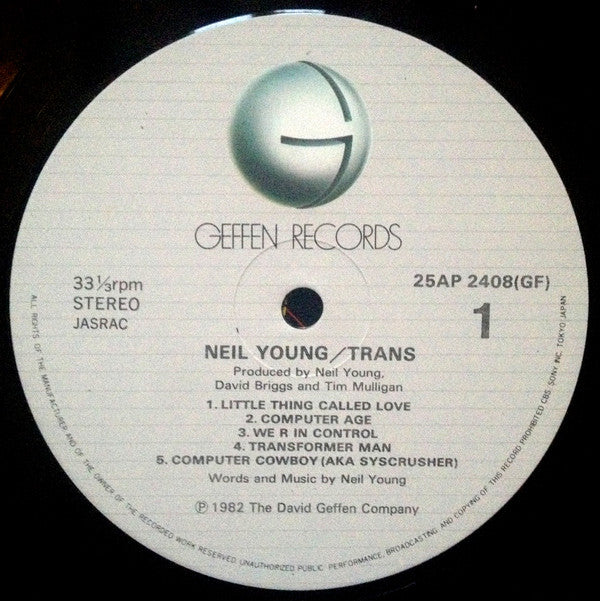 GEFFEN RECORDS
33⅓rpm
STEREO
JASRAC
25AP 2408(GF)
1
NEIL YOUNG/TRANS
Produced by Neil Young,
David Briggs and Tim Mulligan
1. LITTLE THING CALLED LOVE
2. COMPUTER AGE
3. WE R IN CONTROL
4. TRANSFORMER MAN
5. COMPUTER COWBOY (AKA SYSCRUSHER)
Words and Music by Neil Young
Ⓟ 1982 The David Geffen Company
ALL RIGHTS OF THE MANUFACTURER AND OF THE OWNER OF THE RECORDED WORK RESERVED. UNAUTHORIZED PUBLIC PERFORMANCE, BROADCASTING AND COPYING OF THIS RECORD PROHIBITED CBS/SONY INC. TOKYO JAPAN